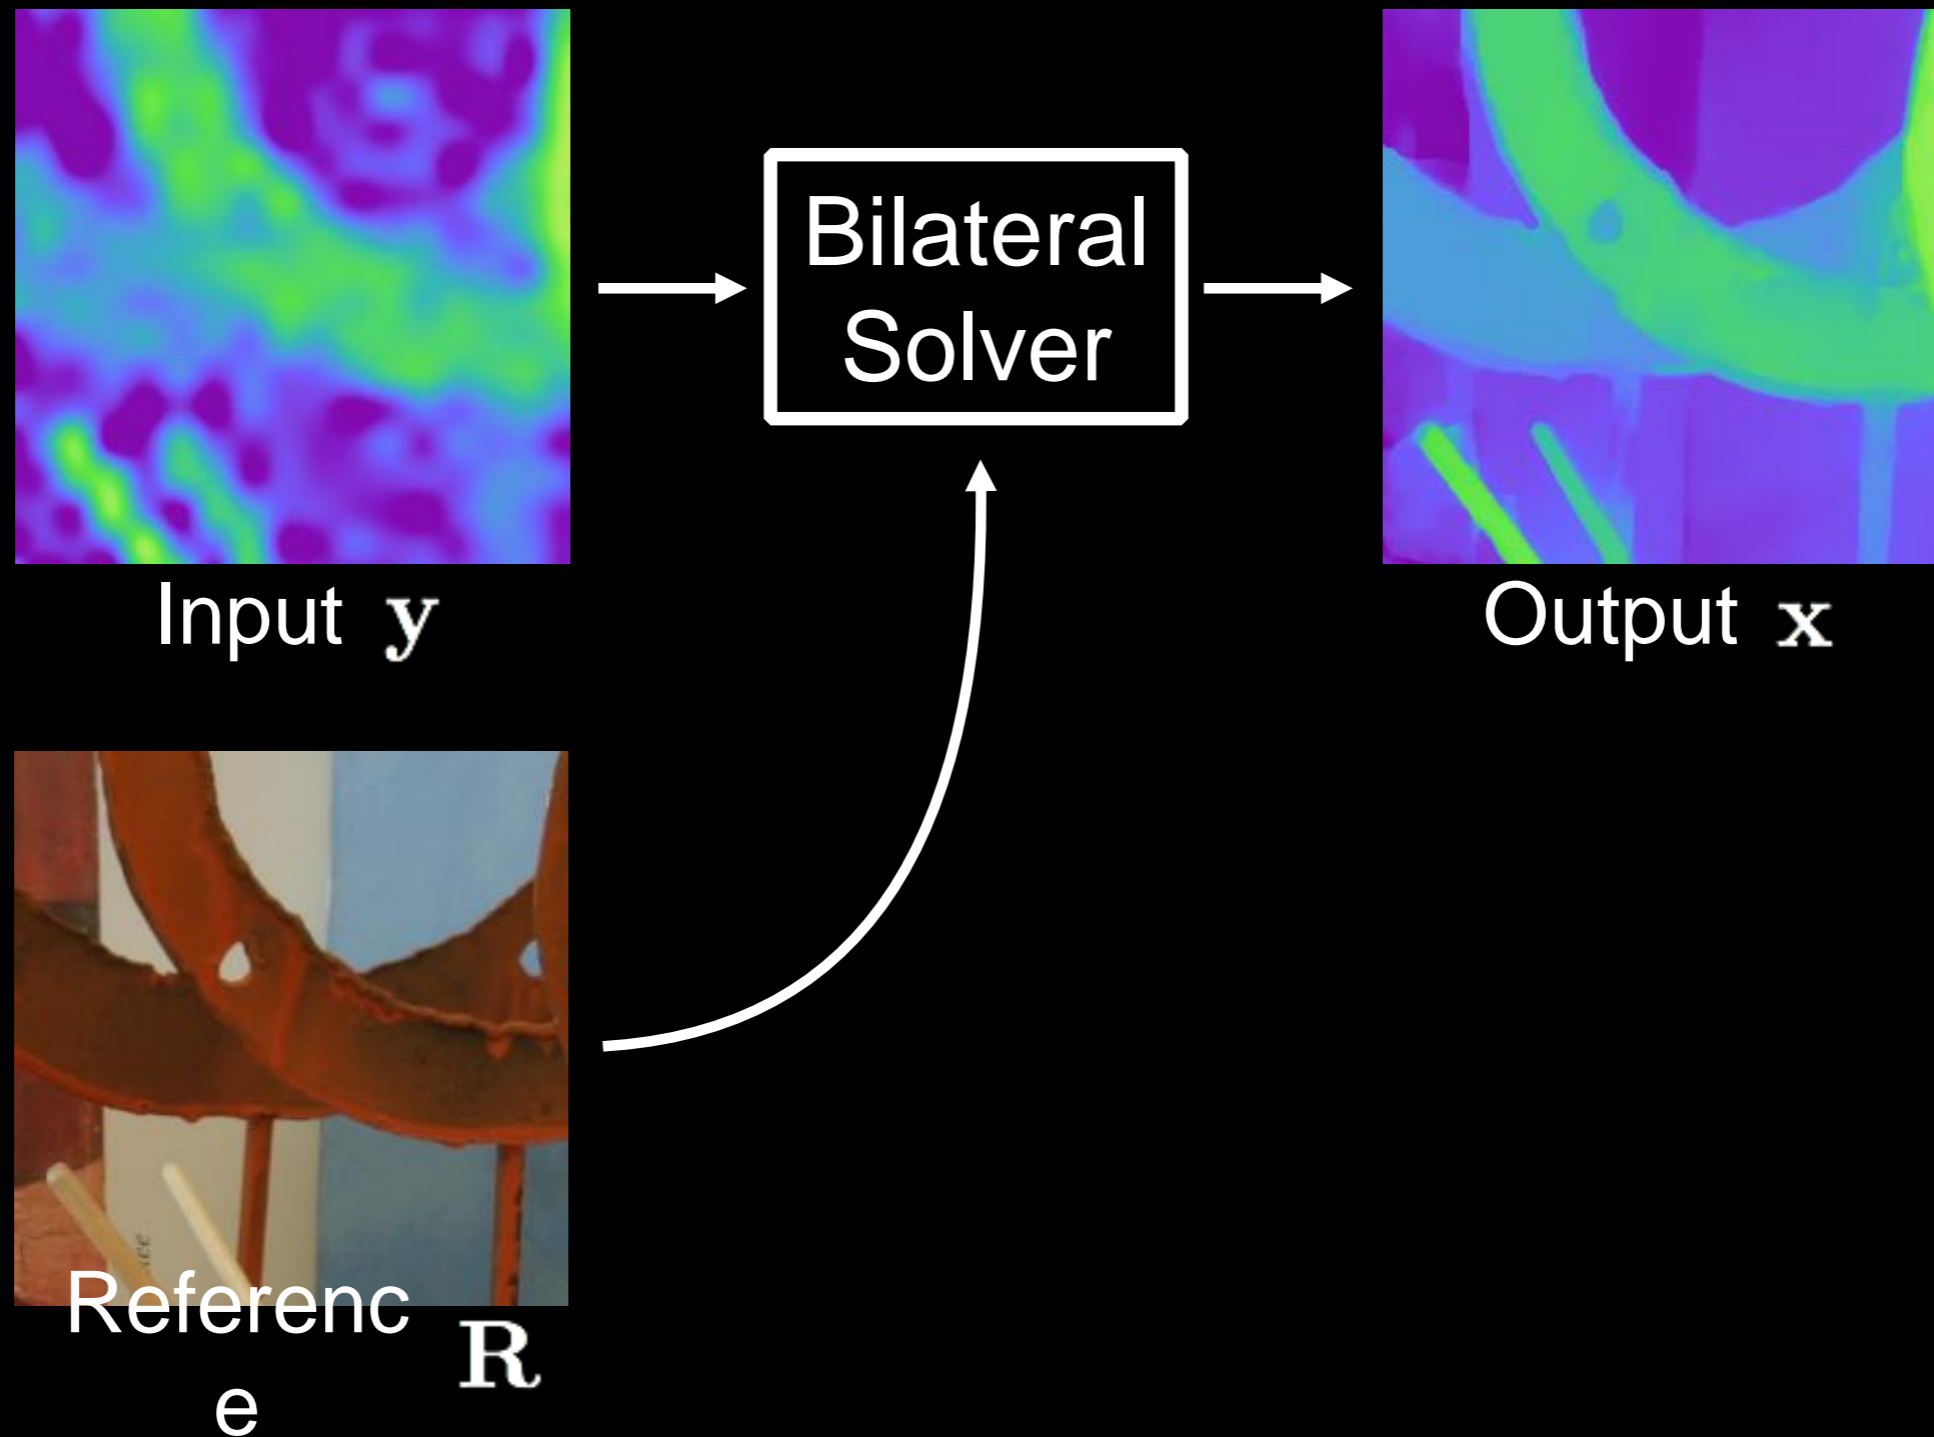 Bilateral
Solver
Input y
Output x
Referenc
e R